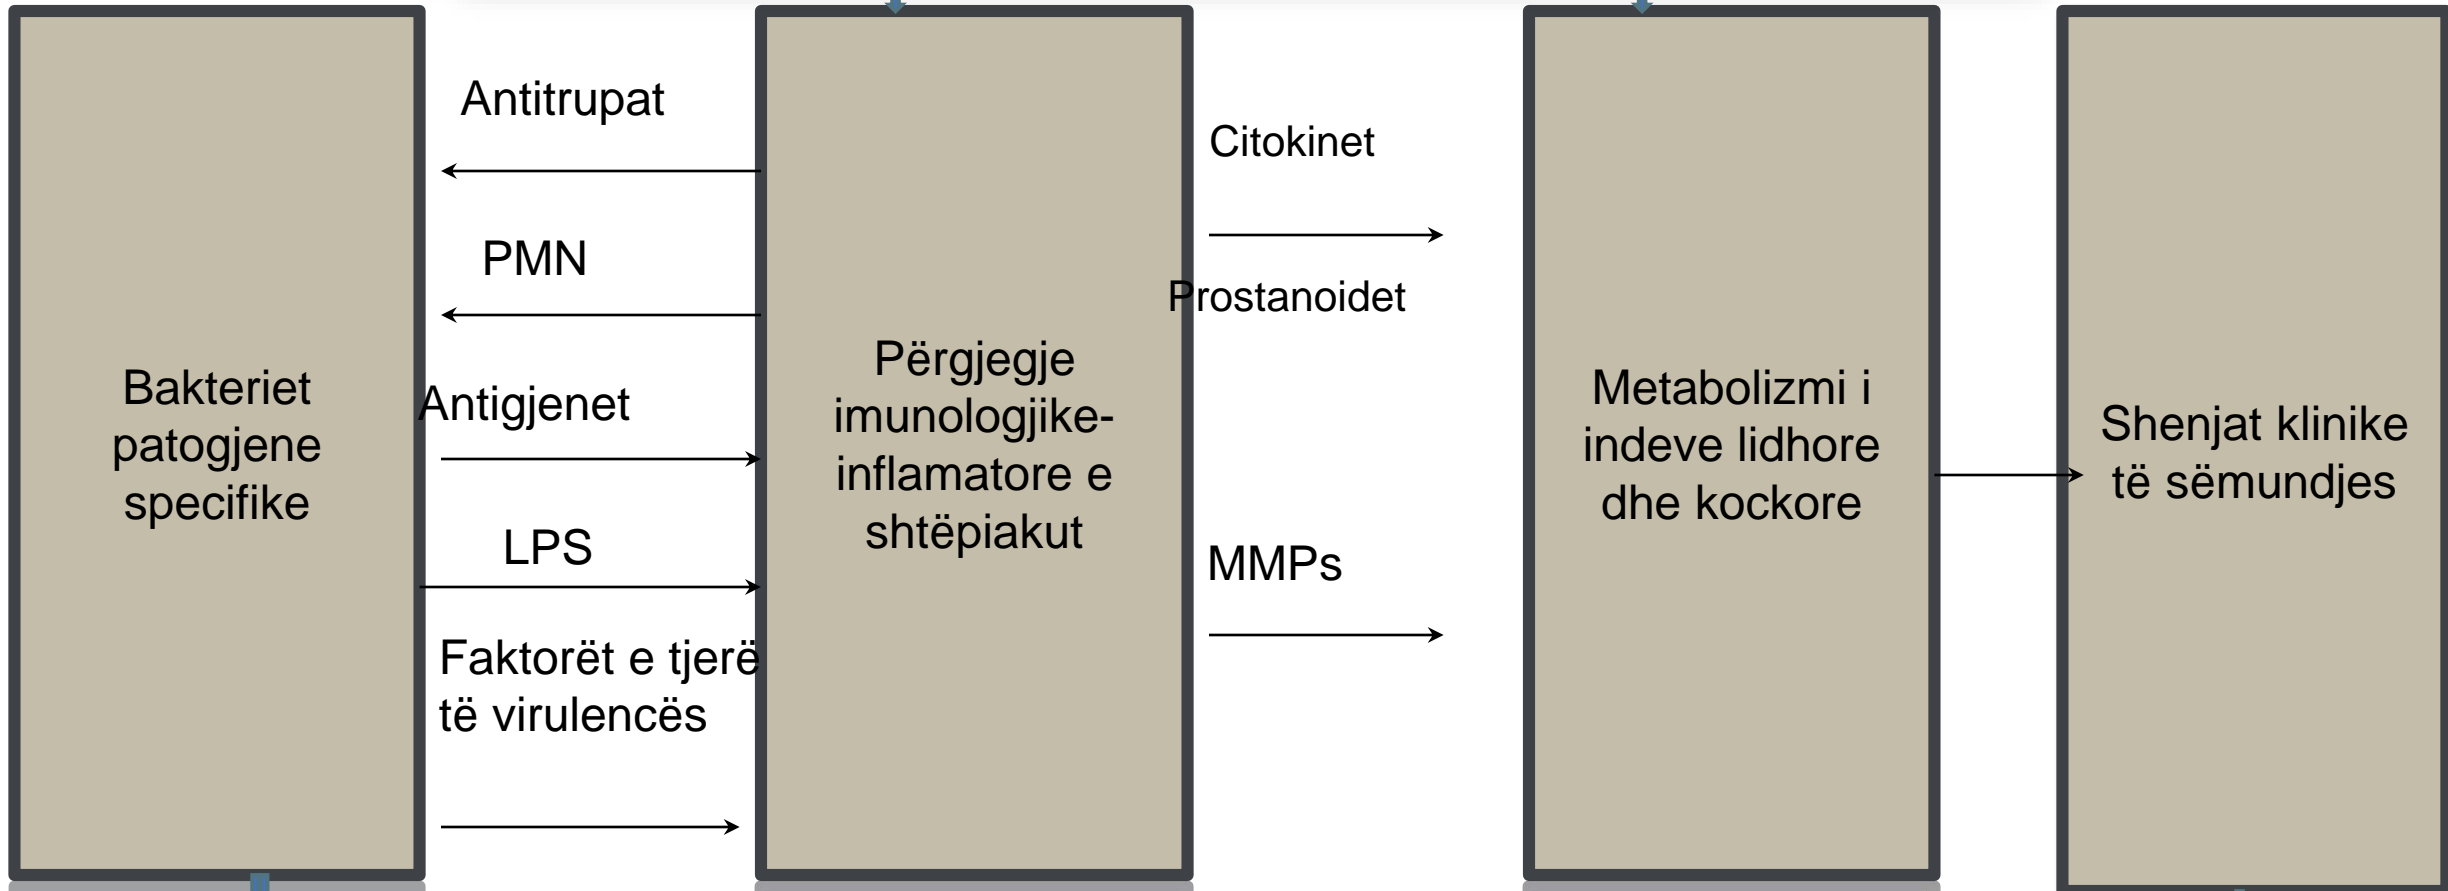 Bakteriet
patogjene
specifike
Antitrupat
PMN
Antigjenet
LPS
Faktorët e tjerë
të virulencës
Përgjegje
imunologjike-
inflamatore e
shtëpiakut
Citokinet
Prostanoidet
MMPs
Metabolizmi i
indeve lidhore
dhe kockore
Shenjat klinike
të sëmundjes